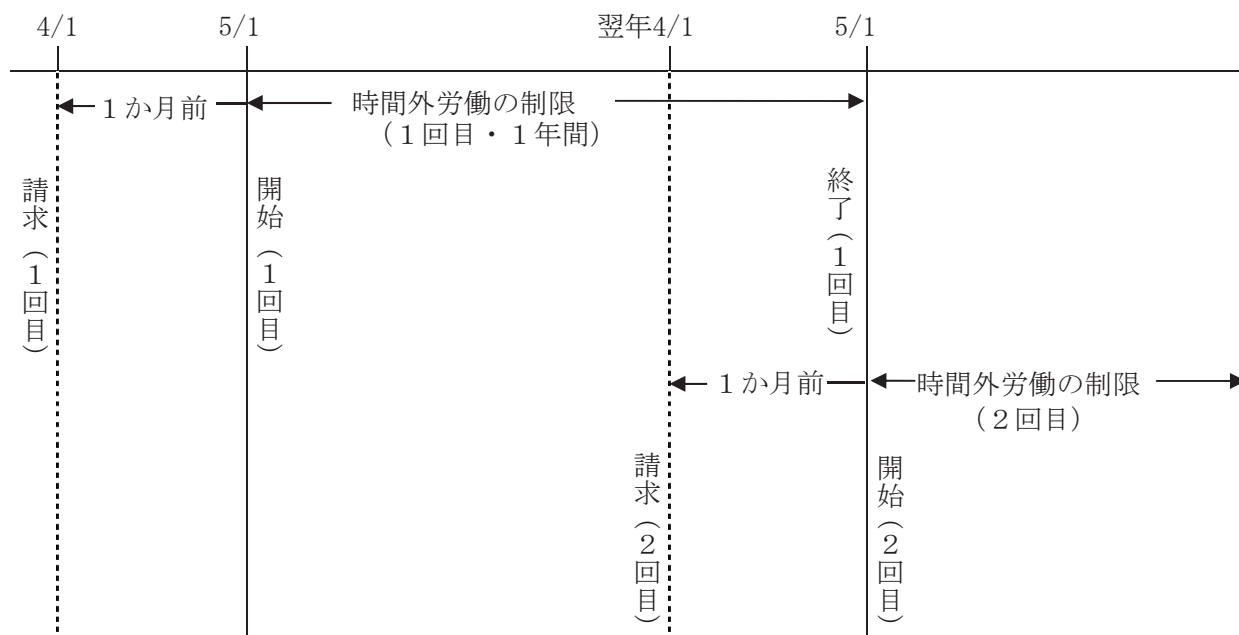 4/1
5/1
翌年4/1
5/1
1か月前
時間外労働の制限
(1回目・1年間)
請求(1回目)
開始(1回目)
終了(1回目)
1か月前
時間外労働の制限
(2回目)
請求(2回目)
開始(2回目)